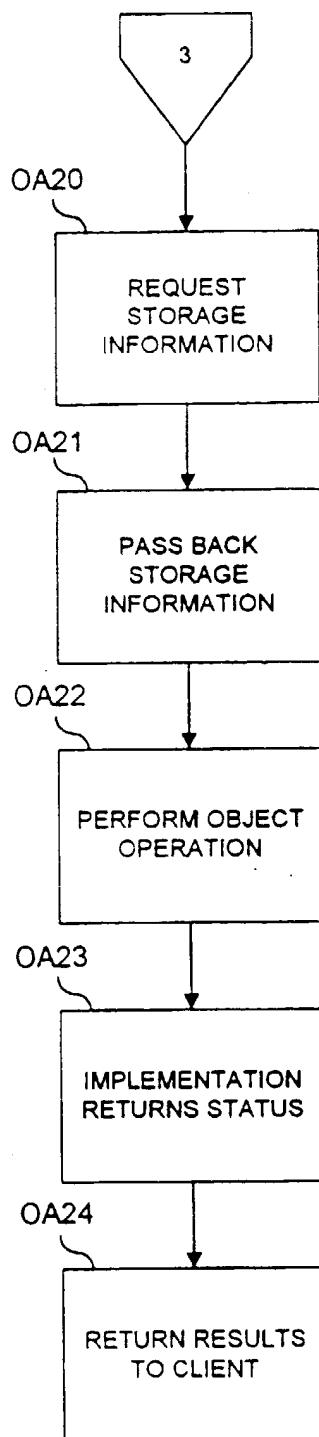 3
OA20
REQUEST
STORAGE
INFORMATION
OA21
PASS BACK
STORAGE
INFORMATION
OA22
PERFORM OBJECT
OPERATION
OA23
IMPLEMENTATION
RETURNS STATUS
OA24
RETURN RESULTS
TO CLIENT